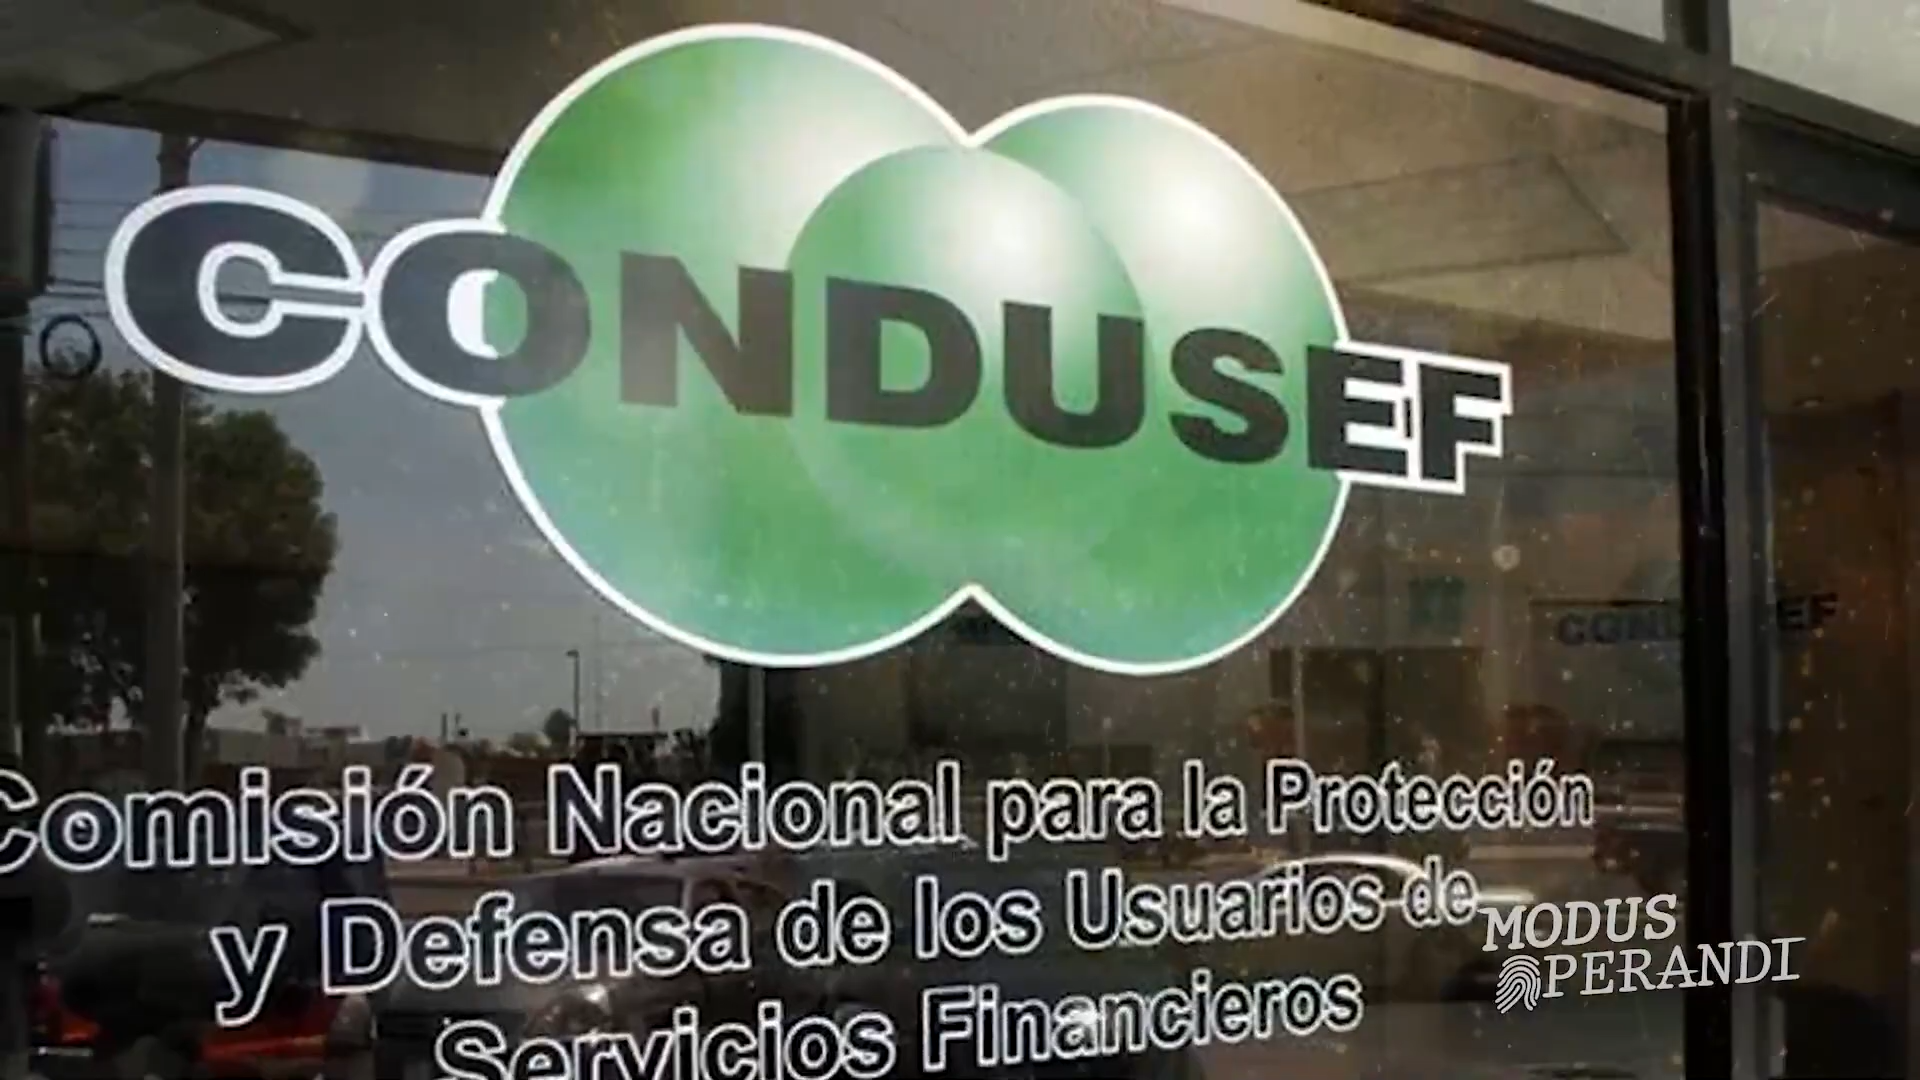 CONDUSEF
Comisión Nacional para la Protección
y Defensa de los Usuarios de
Servicios Financieros
MODUS
OPERANDI